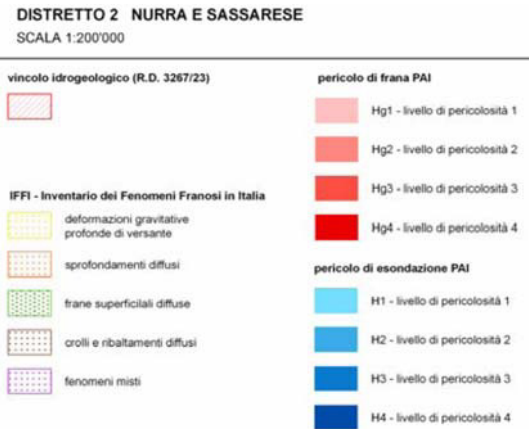 DISTRETTO 2 NURRA E SASSARESE
SCALA 1:200'000
vincolo idrogeologico (R.D. 3267/23)
IFFI - Inventario dei Fenomeni Franosi in Italia
deformazioni gravitative
profonde di versante
sprofondamenti diffusi
frane superficilali diffuse
crolli e ribaltamenti diffusi
fenomeni misti
pericolo di frana PAI
Hg1 - livello di pericolosità 1
Hg2 - livello di pericolosità 2
Hg3 - livello di pericolosità 3
Hg4 - livello di pericolosità 4
pericolo di esondazione PAI
H1 - livello di pericolosità 1
H2 - livello di pericolosità 2
H3 - livello di pericolosità 3
H4 - livello di pericolosità 4